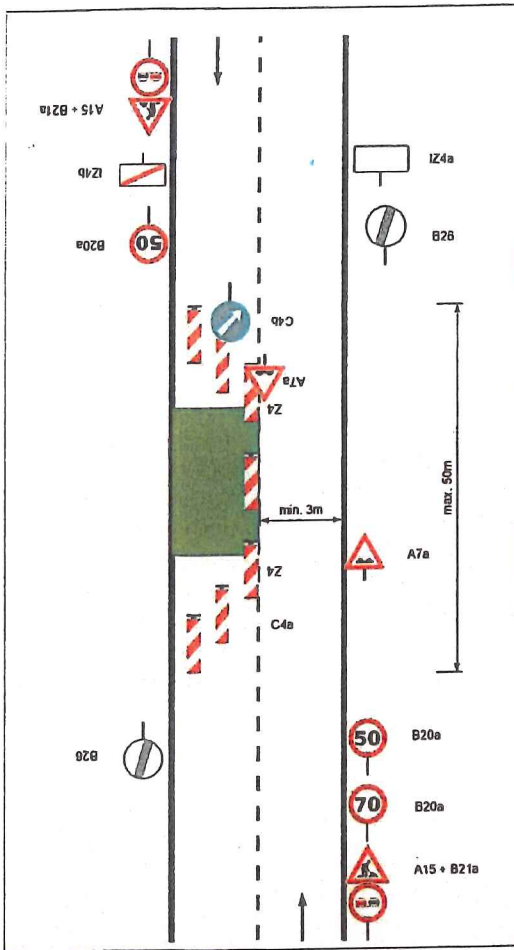 A15 + B21a
IZ4b
IZ4a
B26
50
B20a
C4b
A7a
Z4
min. 3m
max. 50m
A7a
Z4
C4a
50
B20a
B26
70
B20a
A15 + B21a